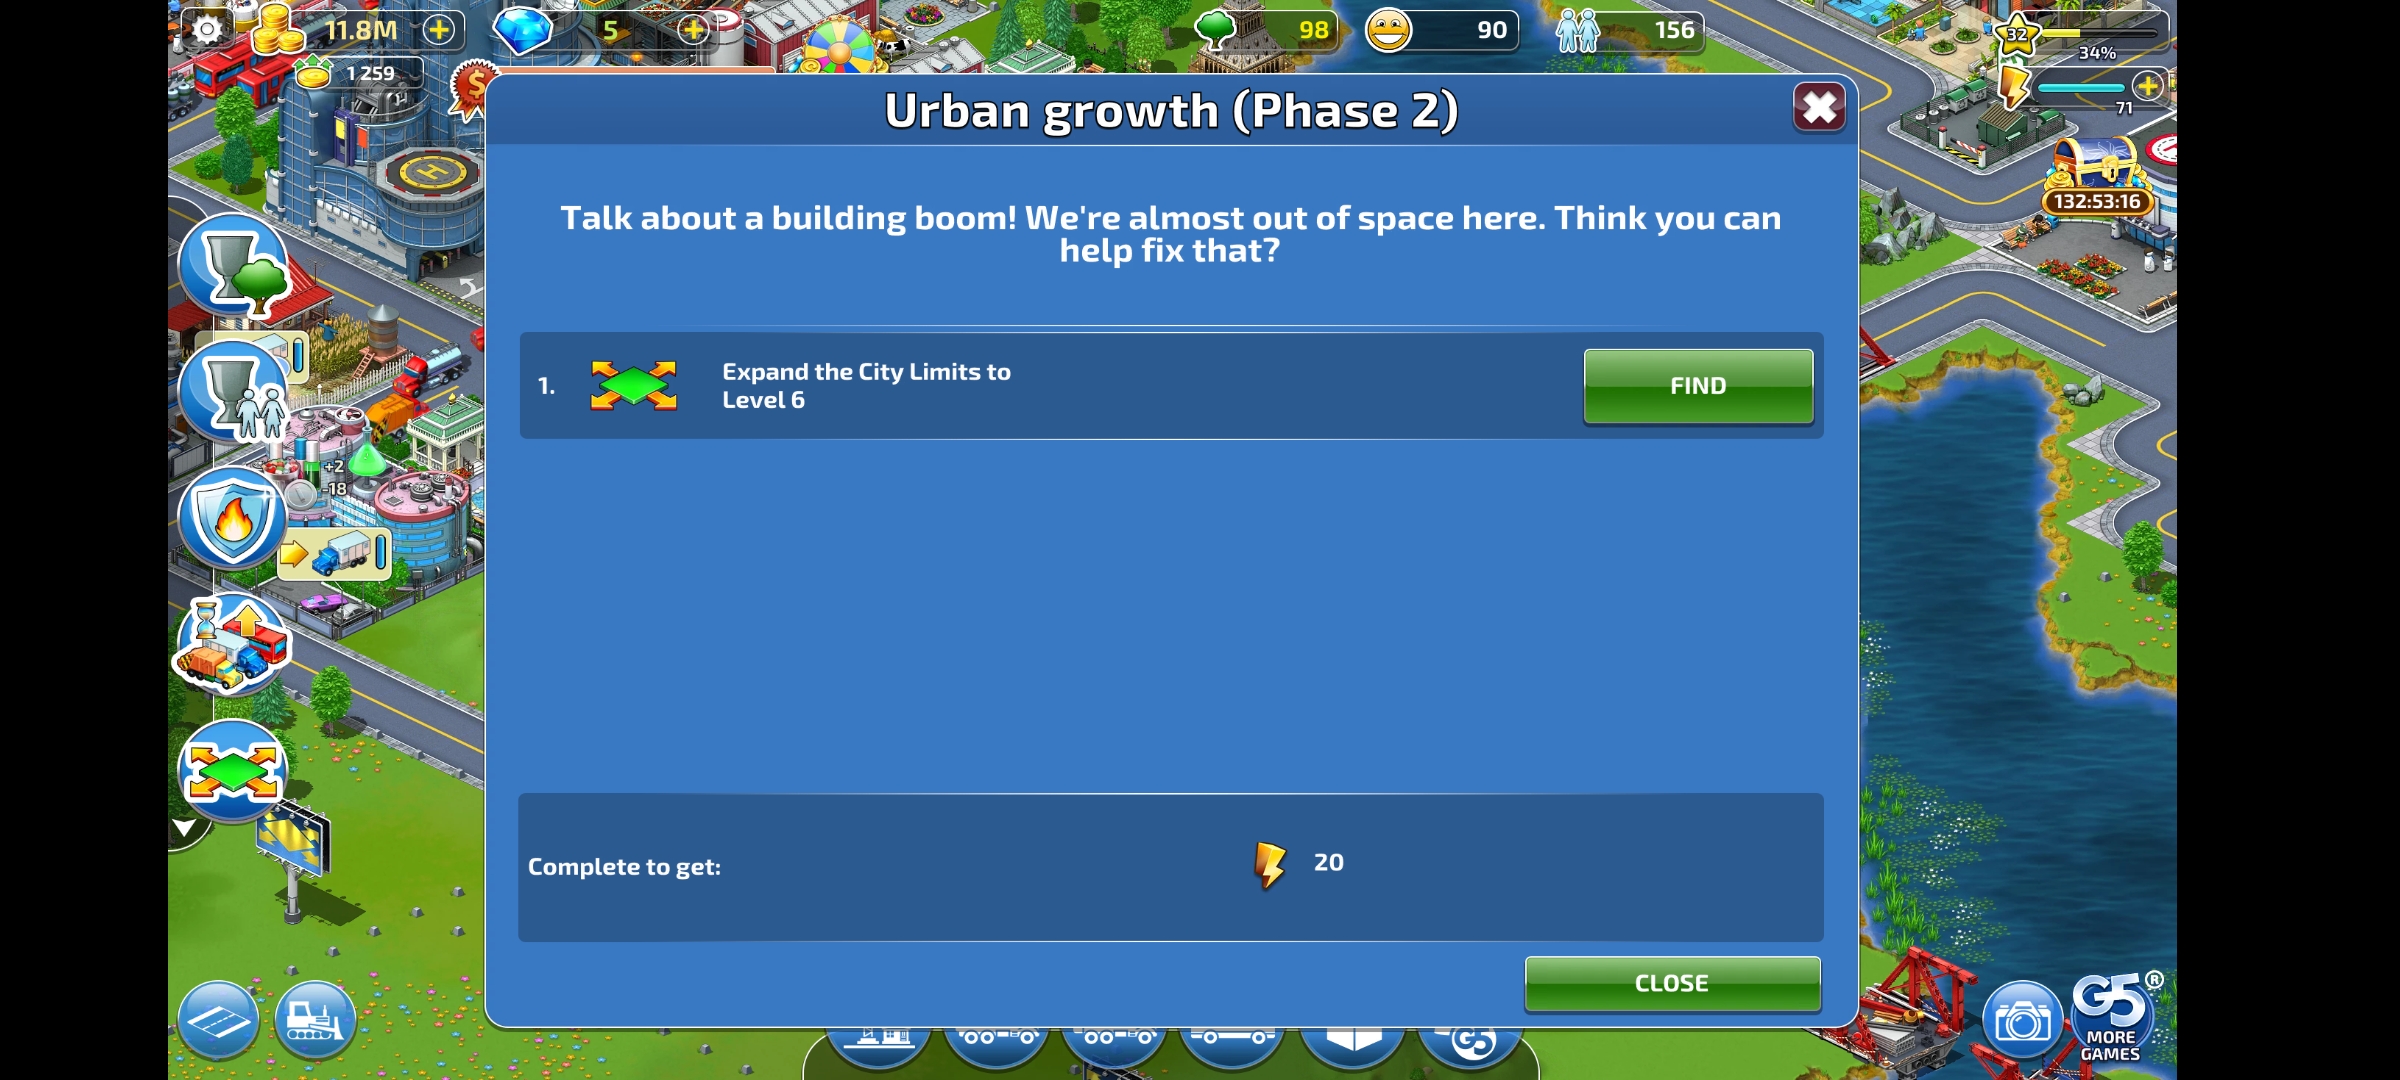 11.8M
5
98
90
156
32
34%
1 259
71
$
H
132:53:16
Urban growth (Phase 2)
Talk about a building boom! We're almost out of space here. Think you can
help fix that?
1.
Expand the City Limits to
Level 6
FIND
+2
-18
Complete to get:
20
CLOSE
G5
G5®
MORE
GAMES